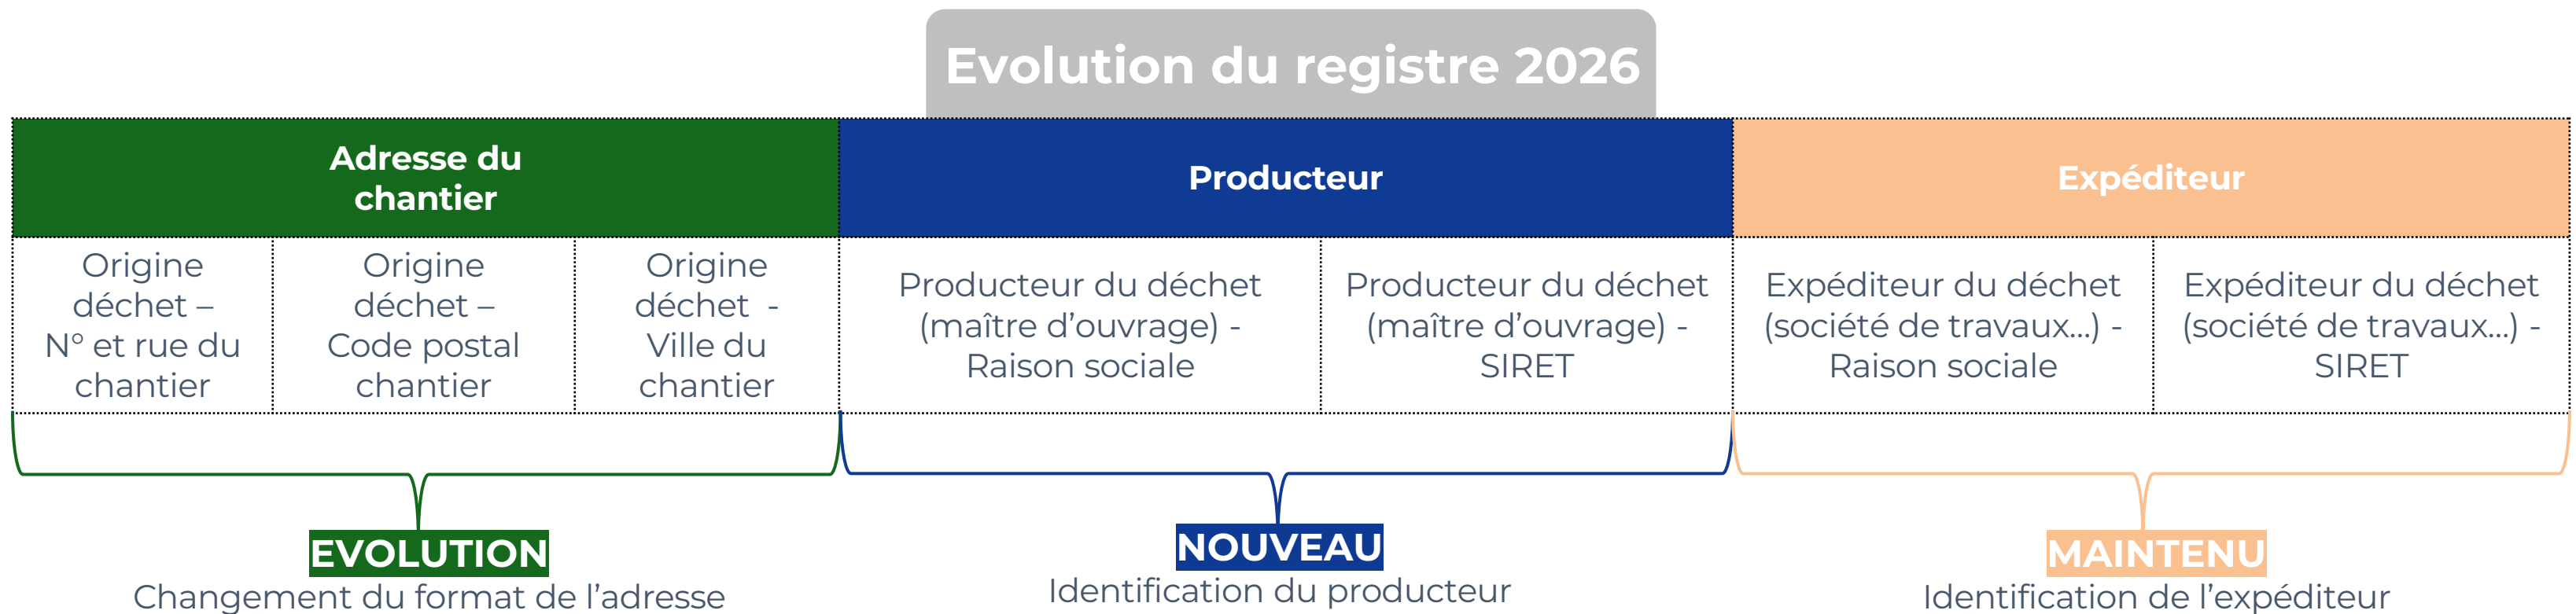 Evolution du registre 2026
Adresse du
chantier
Producteur
Expéditeur
Origine
déchet –
N° et rue du
chantier
Origine
déchet –
Code postal
chantier
Origine
déchet -
Ville du
chantier
Producteur du déchet
(maître d’ouvrage) -
Raison sociale
Producteur du déchet
(maître d’ouvrage) -
SIRET
Expéditeur du déchet
(société de travaux...) -
Raison sociale
Expéditeur du déchet
(société de travaux...) -
SIRET
EVOLUTION
Changement du format de l’adresse
NOUVEAU
Identification du producteur
MAINTENU
Identification de l’expéditeur